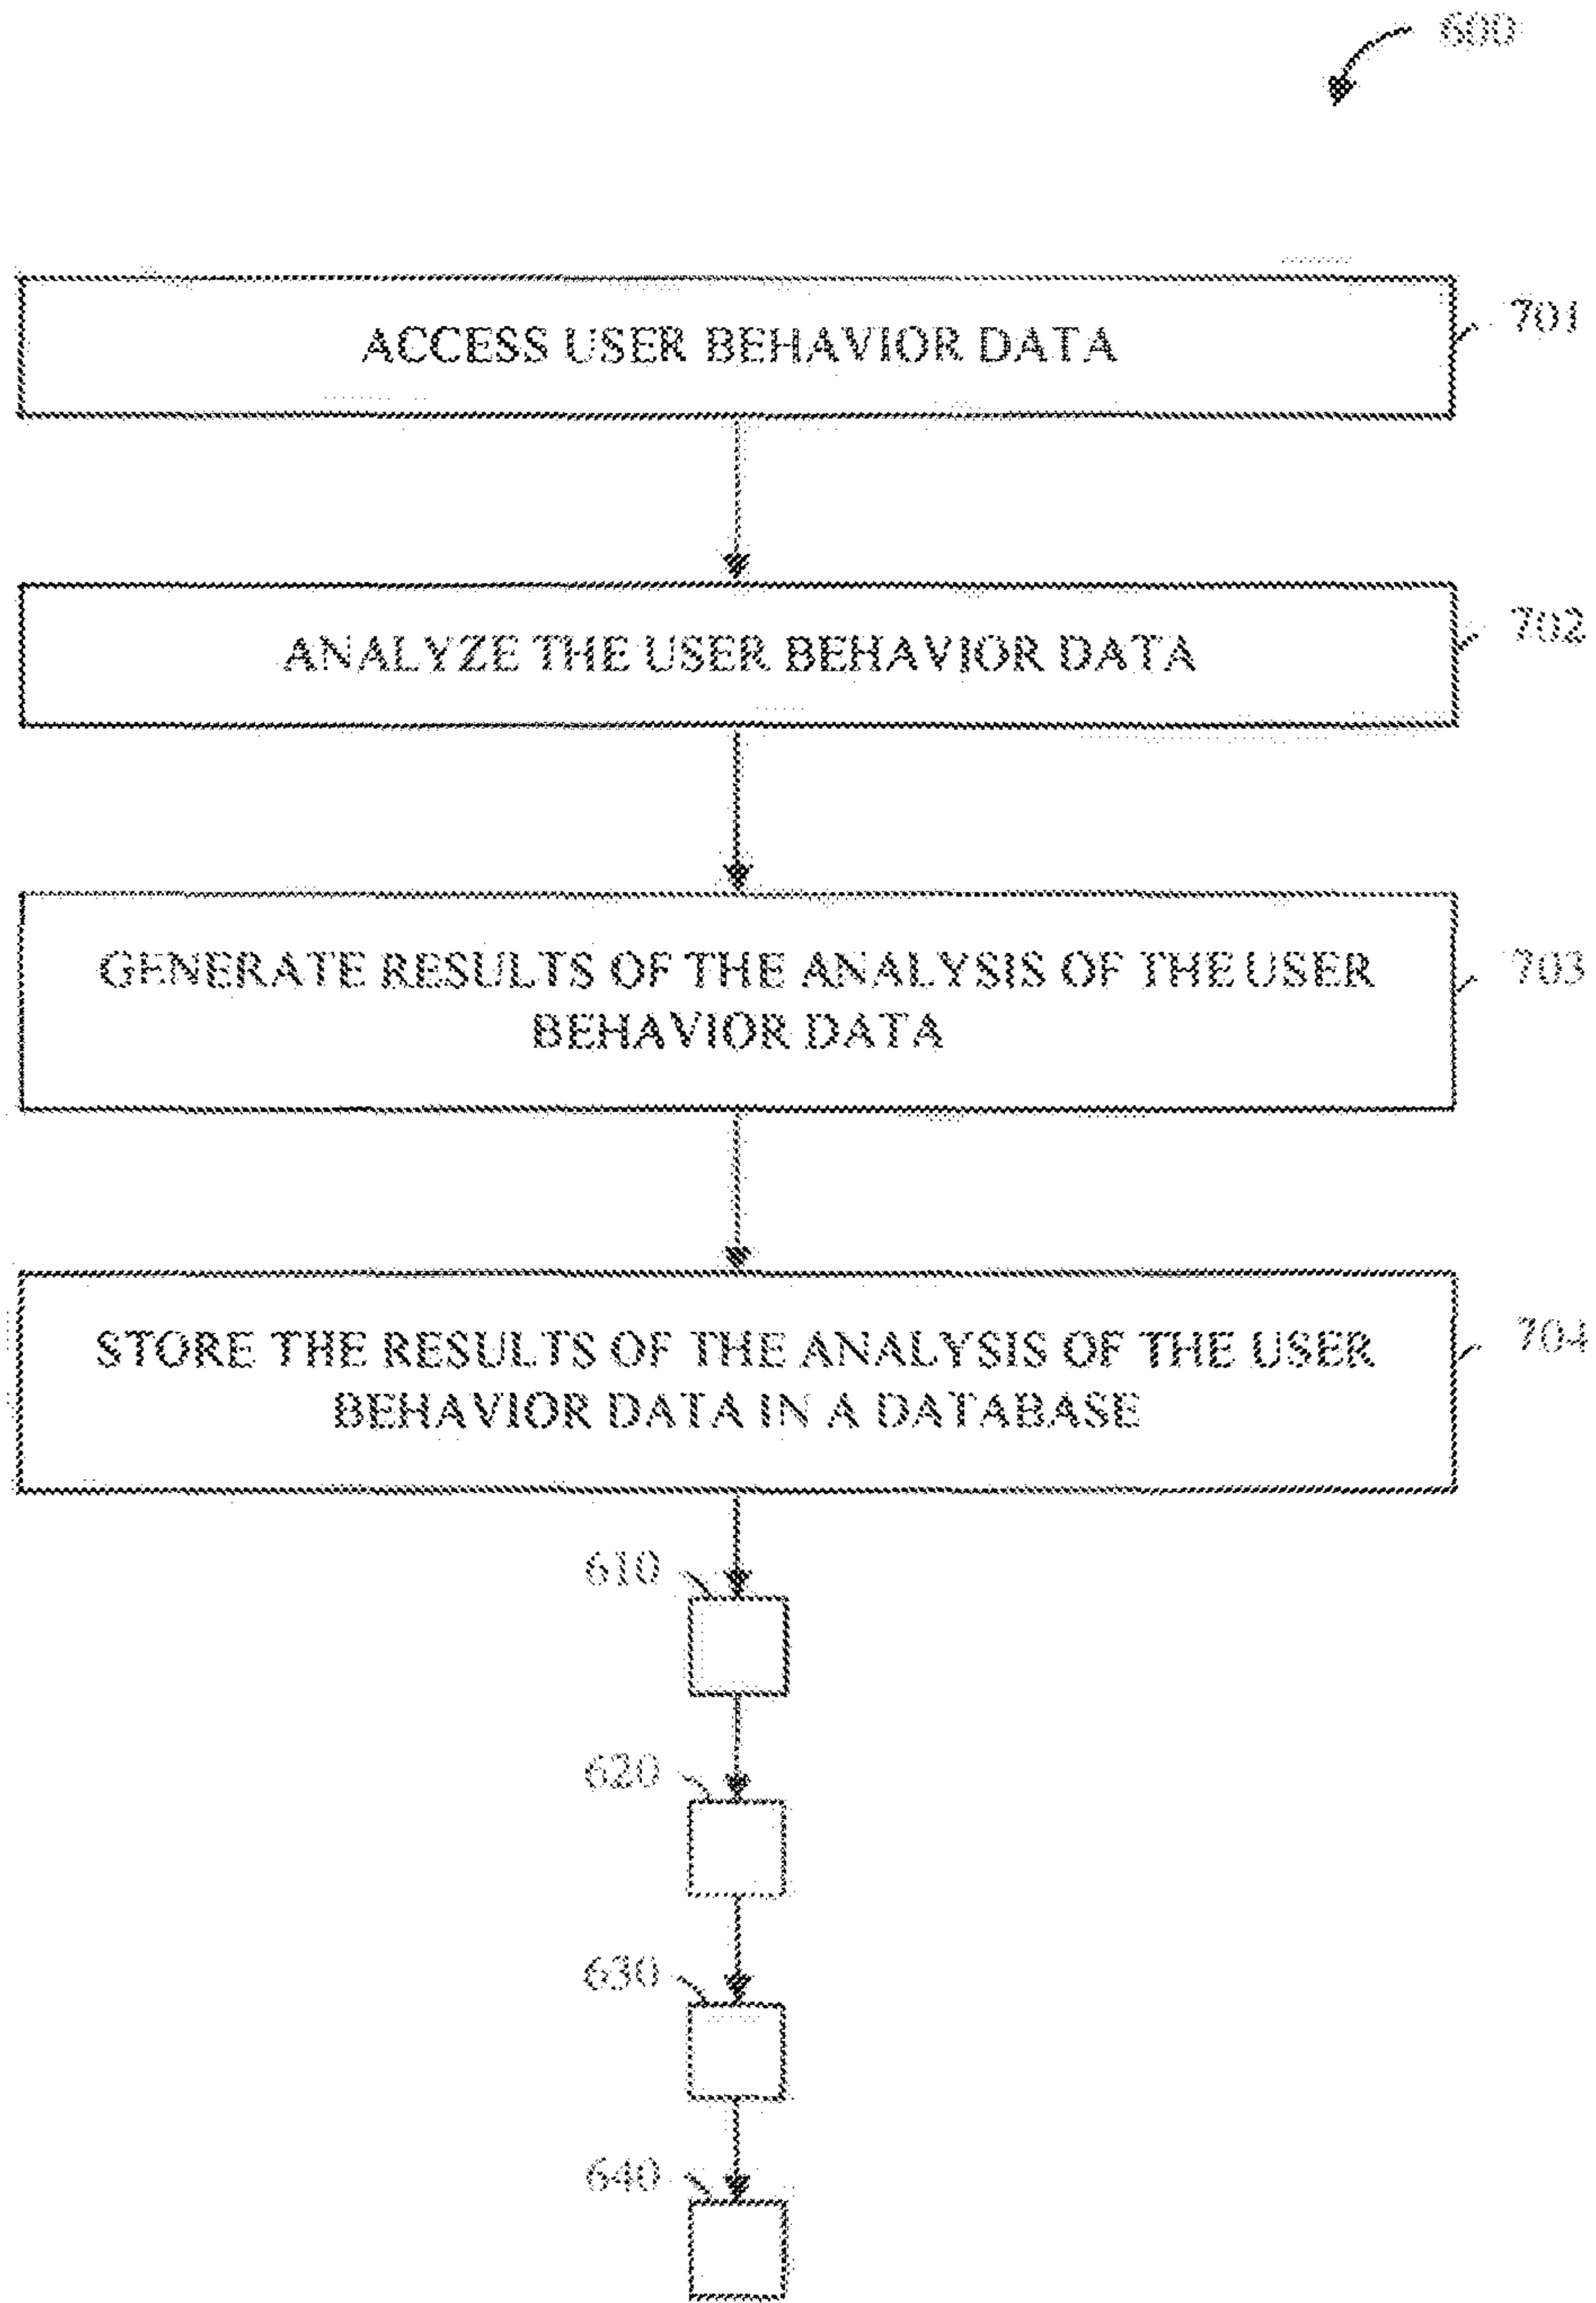 600
ACCESS USER BEHAVIOR DATA
701
ANALYZE THE USER BEHAVIOR DATA
702
GENERATE RESULTS OF THE ANALYSIS OF THE USER
BEHAVIOR DATA
703
STORE THE RESULTS OF THE ANALYSIS OF THE USER
BEHAVIOR DATA IN A DATABASE
704
610
620
630
640